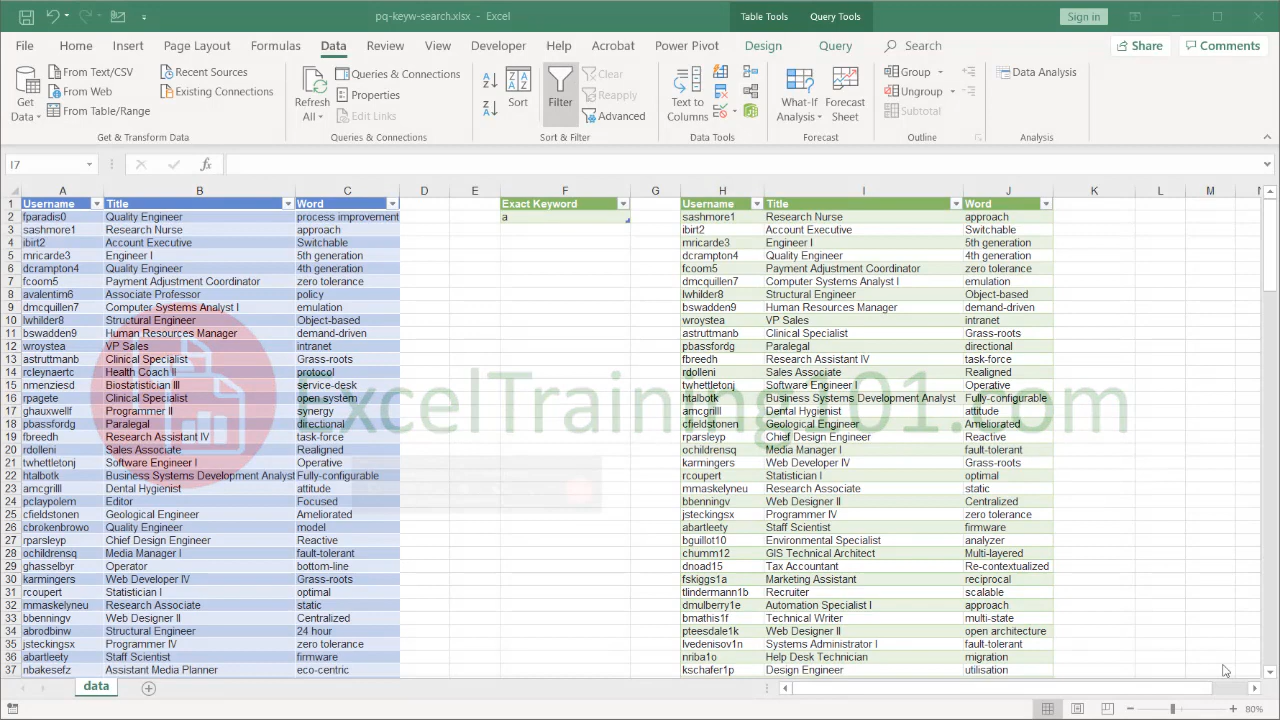 pq-keyw-search.xlsx - Excel
Table Tools
Query Tools
Sign in
File Home Insert Page Layout Formulas Data Review View Developer Help Acrobat Power Pivot Design Query Search
Share
Comments
Get Data
From Text/CSV
From Web
From Table/Range
Recent Sources
Existing Connections
Get & Transform Data
Refresh All
Queries & Connections
Properties
Edit Links
Queries & Connections
Sort
Filter
Clear
Reapply
Advanced
Sort & Filter
Text to Columns
Data Tools
What-If Analysis
Forecast Sheet
Forecast
Group
Ungroup
Subtotal
Outline
Data Analysis
Analysis
I7
fx
A B C D E F G H I J K L M
1 Username Title Word Exact Keyword Username Title Word
2 fparadis0 Quality Engineer process improvement a sashmore1 Research Nurse approach
3 sashmore1 Research Nurse approach ibirt2 Account Executive Switchable
4 ibirt2 Account Executive Switchable mricarde3 Engineer I 5th generation
5 mricarde3 Engineer I 5th generation dcrampton4 Quality Engineer 4th generation
6 dcrampton4 Quality Engineer 4th generation fcoom5 Payment Adjustment Coordinator zero tolerance
7 fcoom5 Payment Adjustment Coordinator zero tolerance dmcquillen7 Computer Systems Analyst I emulation
8 avalentim6 Associate Professor policy lwhilder8 Structural Engineer Object-based
9 dmcquillen7 Computer Systems Analyst I emulation bswadden9 Human Resources Manager demand-driven
10 lwhilder8 Structural Engineer Object-based wroystea VP Sales intranet
11 bswadden9 Human Resources Manager demand-driven astruttmanb Clinical Specialist Grass-roots
12 wroystea VP Sales intranet pbassfordg Paralegal directional
13 astruttmanb Clinical Specialist Grass-roots fbreedh Research Assistant IV task-force
14 rcleynaertc Health Coach II protocol rdolleni Sales Associate Realigned
15 nmenziesd Biostatistician III service-desk twhettletonj Software Engineer I Operative
16 rpagete Clinical Specialist open system htalbotk Business Systems Development Analyst Fully-configurable
17 ghauxwellf Programmer II synergy amcgrilll Dental Hygienist attitude
18 pbassfordg Paralegal directional cfieldstonen Geological Engineer Ameliorated
19 fbreedh Research Assistant IV task-force rparsleyp Chief Design Engineer Reactive
20 rdolleni Sales Associate Realigned ochildrensq Media Manager I fault-tolerant
21 twhettletonj Software Engineer I Operative karmingers Web Developer IV Grass-roots
22 htalbotk Business Systems Development Analyst Fully-configurable rcoupert Statistician I optimal
23 amcgrilll Dental Hygienist attitude mmaskelyneu Research Associate static
24 pclaypolem Editor Focused bbenningv Web Designer II Centralized
25 cfieldstonen Geological Engineer Ameliorated jsteckingsx Programmer IV zero tolerance
26 cbrokenbrowo Quality Engineer model abartleety Staff Scientist firmware
27 rparsleyp Chief Design Engineer Reactive bguillot10 Environmental Specialist analyzer
28 ochildrensq Media Manager I fault-tolerant chumm12 GIS Technical Architect Multi-layered
29 ghasselbyr Operator bottom-line dnoad15 Tax Accountant Re-contextualized
30 karmingers Web Developer IV Grass-roots fskiggs1a Marketing Assistant reciprocal
31 rcoupert Statistician I optimal tlindermann1b Recruiter scalable
32 mmaskelyneu Research Associate static dmulberry1e Automation Specialist I approach
33 bbenningv Web Designer II Centralized bmathis1f Technical Writer multi-state
34 abrodbinw Structural Engineer 24 hour pteesdale1k Web Designer II open architecture
35 jsteckingsx Programmer IV zero tolerance lvedenisov1n Systems Administrator I fault-tolerant
36 abartleety Staff Scientist firmware nriba1o Help Desk Technician migration
37 nbakesefz Assistant Media Planner eco-centric kschafer1p Design Engineer utilisation
data
80%